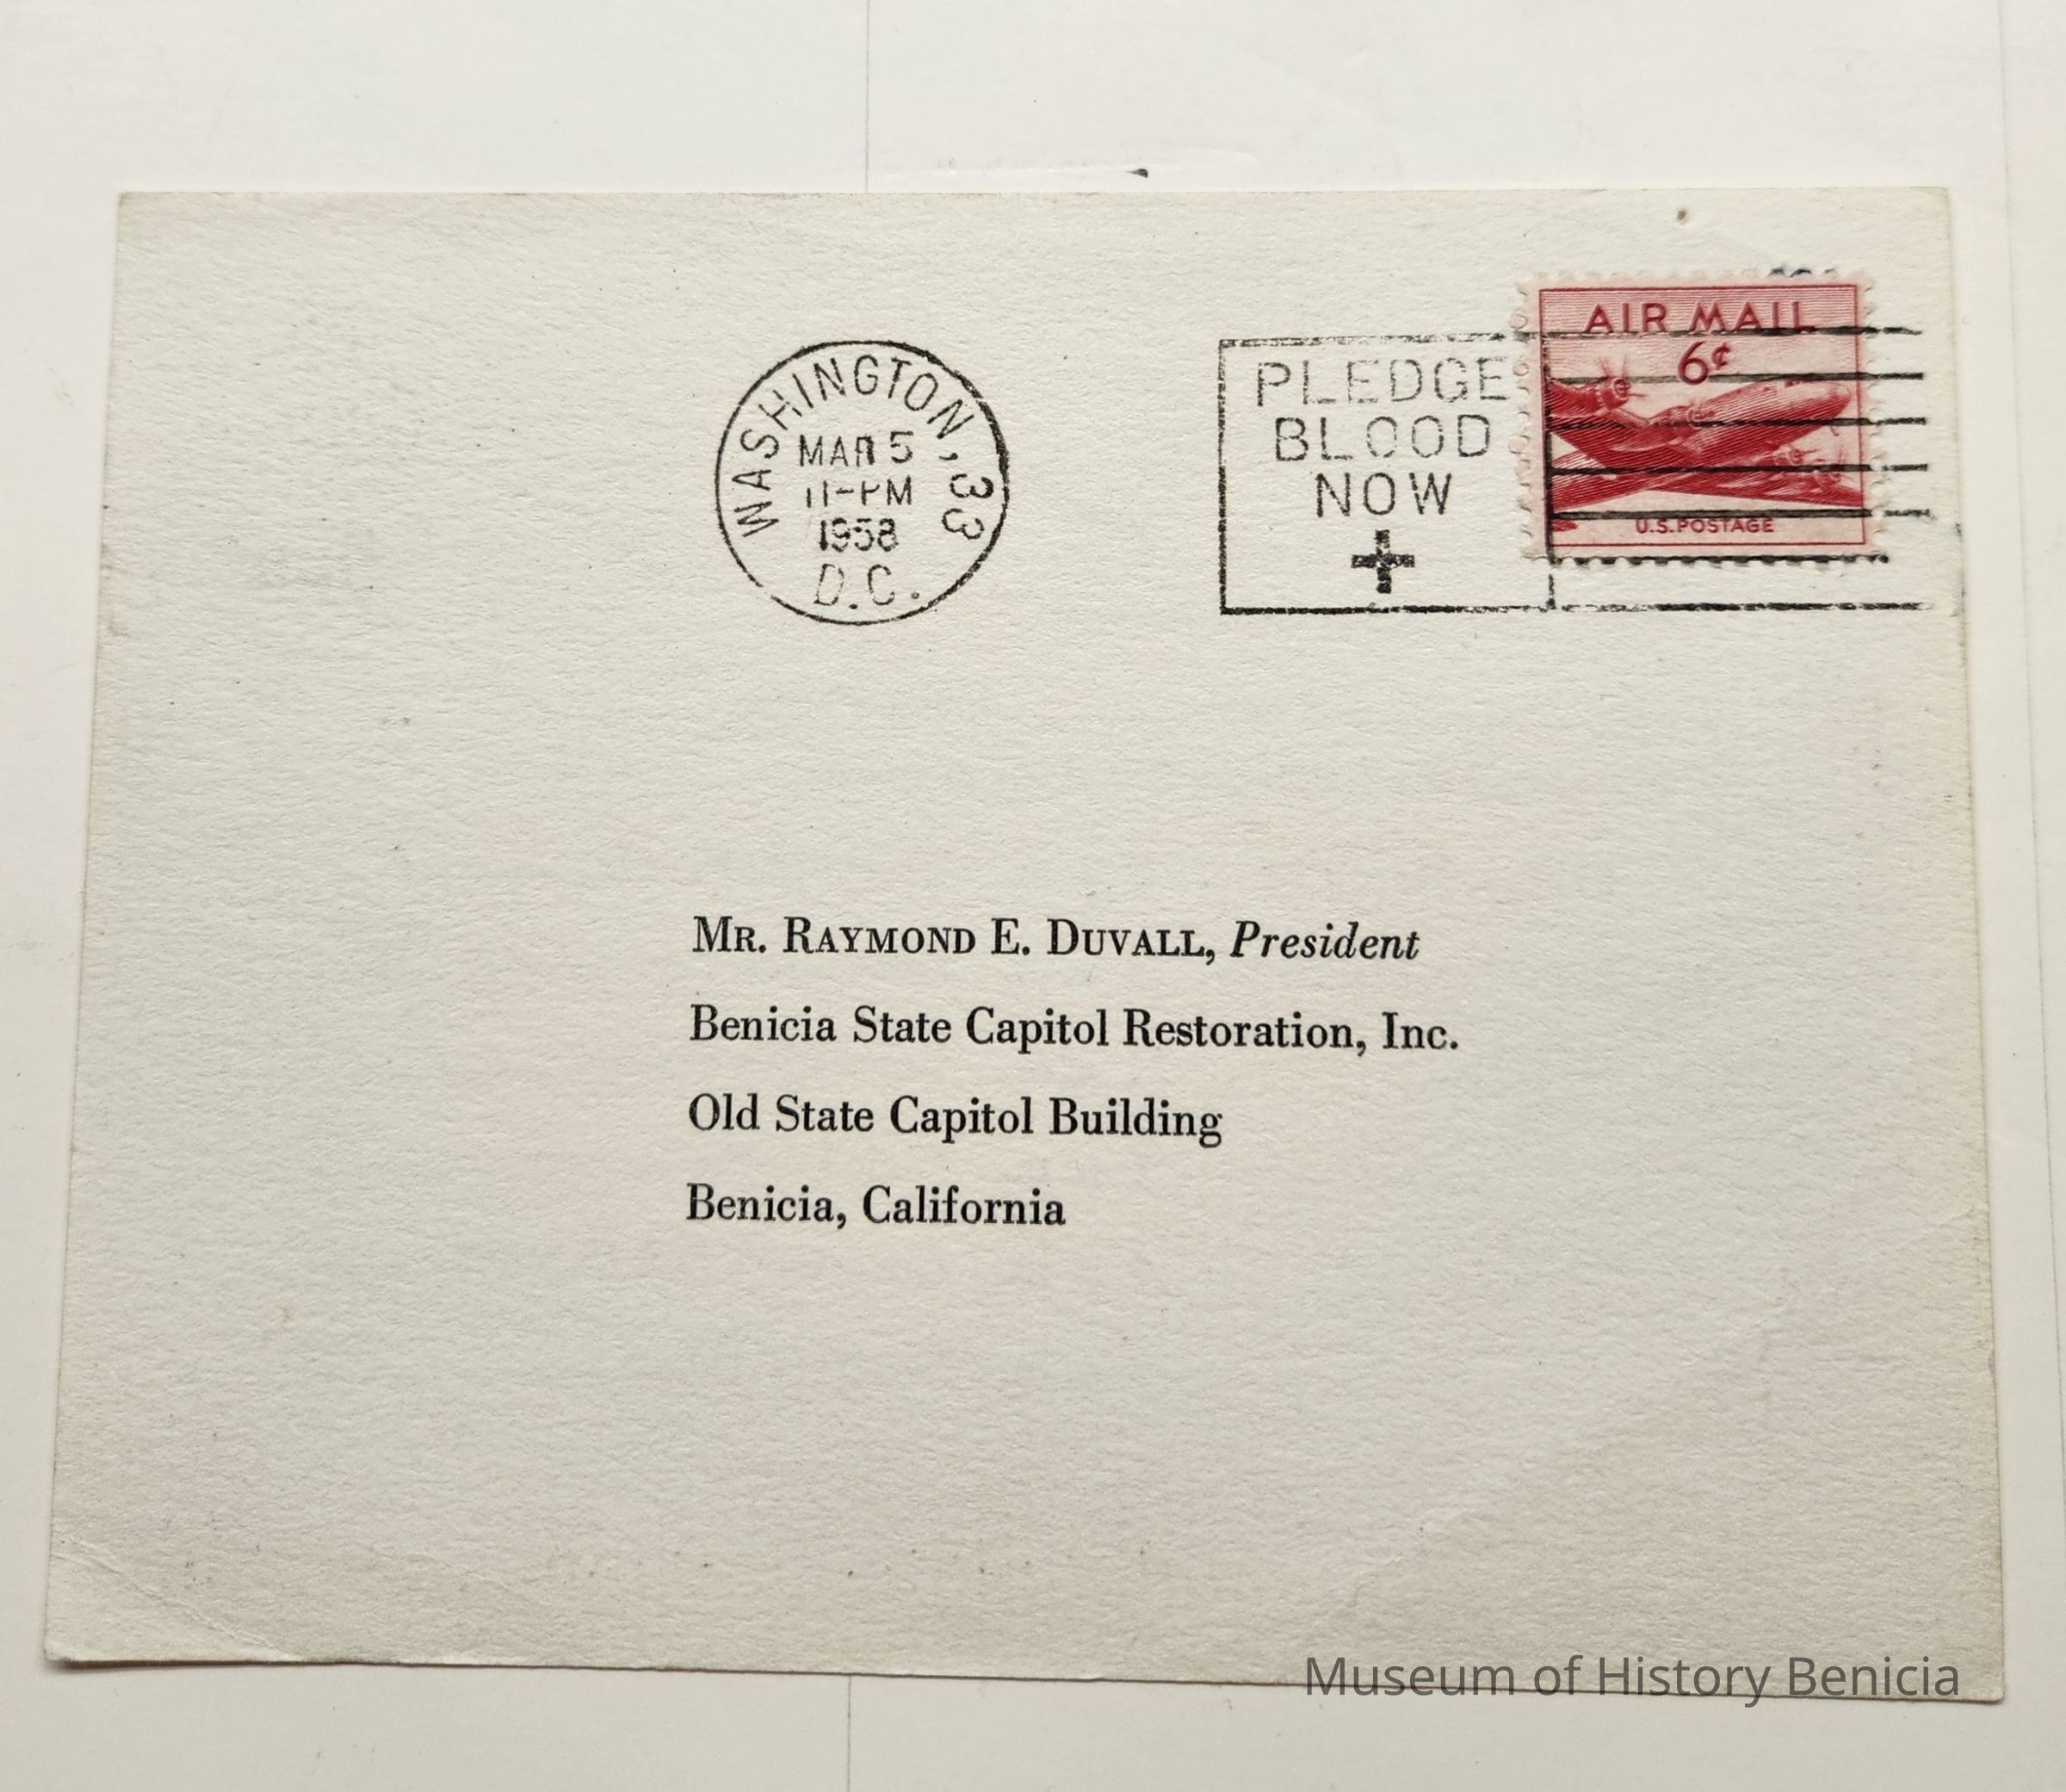 WASHINGTON, 33
MAR 5
11-PM
1958
D.C.
PLEDGE
BLOOD
NOW
AIR MAIL
6¢
U.S. POSTAGE
MR. RAYMOND E. DUVALL, President
Benicia State Capitol Restoration, Inc.
Old State Capitol Building
Benicia, California
Museum of History Benicia